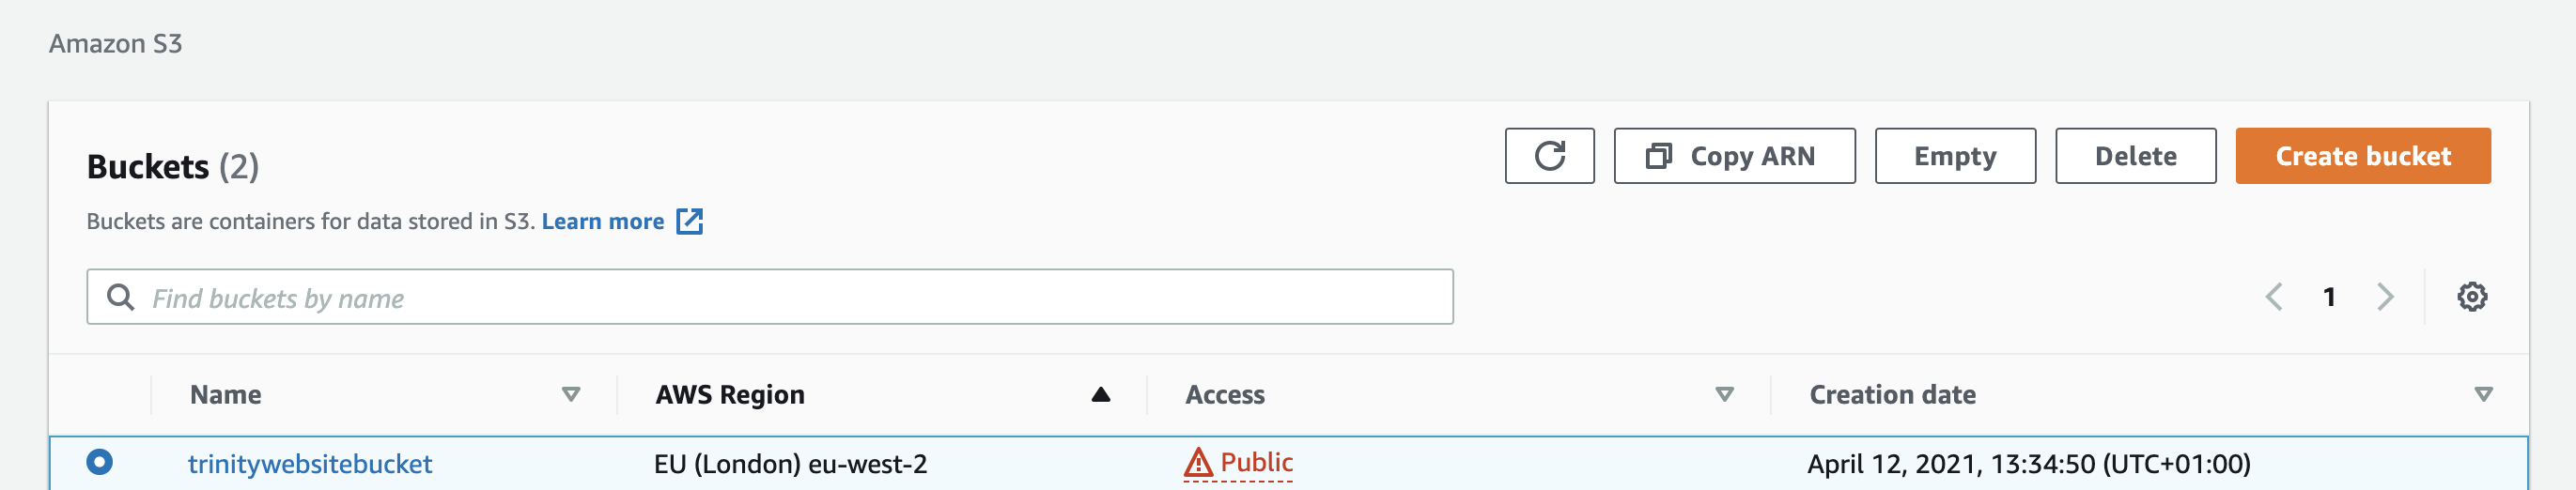 Amazon S3
Buckets (2)
Copy ARN
Empty
Delete
Create bucket
Buckets are containers for data stored in S3. Learn more
Find buckets by name
1
Name
AWS Region
Access
Creation date
trinitywebsitebucket
EU (London) eu-west-2
Public
April 12, 2021, 13:34:50 (UTC+01:00)